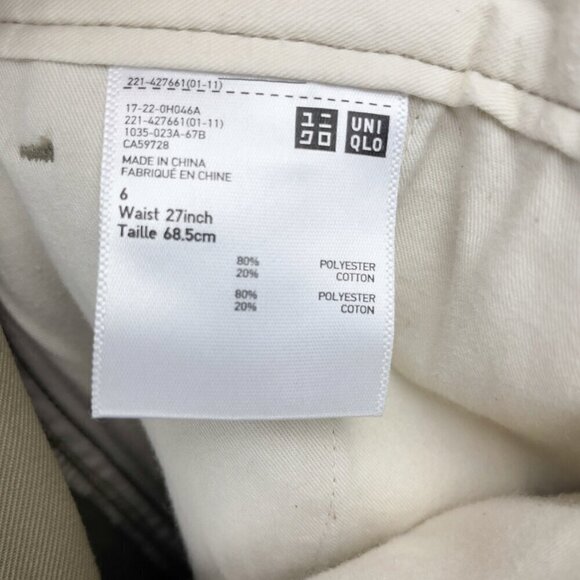 221-427661(01-11)
17-22-0H046A
221-427661(01-11)
1035-023A-67B
CA59728
MADE IN CHINA
FABRIQUÉ EN CHINE
ユニ
クロ
UNI
QLO
6
Waist 27inch
Taille 68.5cm
80% POLYESTER
20% COTTON
80% POLYESTER
20% COTON